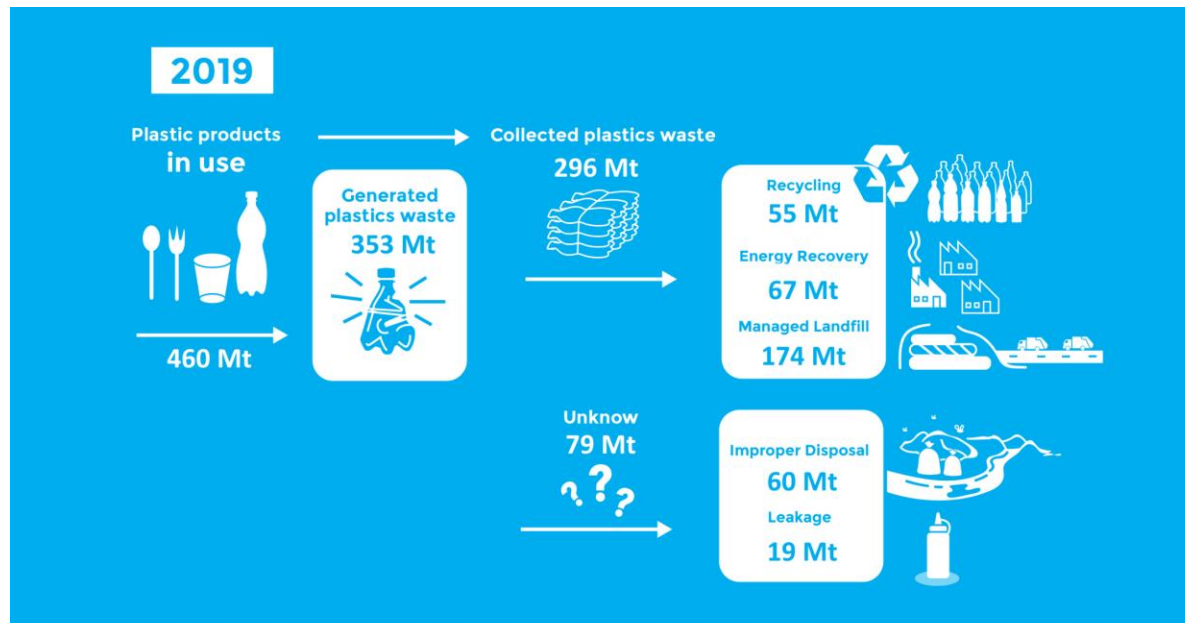 2019
Plastic products
in use
460 Mt
Generated
plastics waste
353 Mt
Collected plastics waste
296 Mt
Recycling
55 Mt
Energy Recovery
67 Mt
Managed Landfill
174 Mt
Unknow
79 Mt
? ? ?
Improper Disposal
60 Mt
Leakage
19 Mt